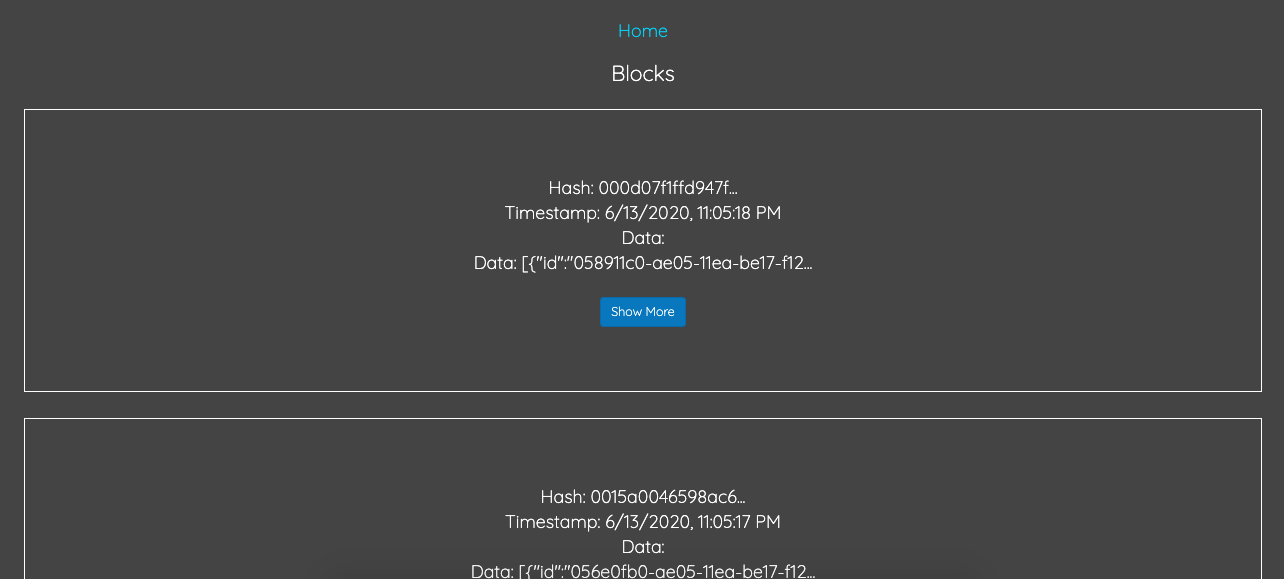 Home
Blocks
Hash: 000d07f1ffd947f...
Timestamp: 6/13/2020, 11:05:18 PM
Data:
Data: [{"id":"058911c0-ae05-11ea-be17-f12...
Show More
Hash: 0015a0046598ac6...
Timestamp: 6/13/2020, 11:05:17 PM
Data:
Data: [{"id":"056e0fb0-ae05-11ea-be17-f12...